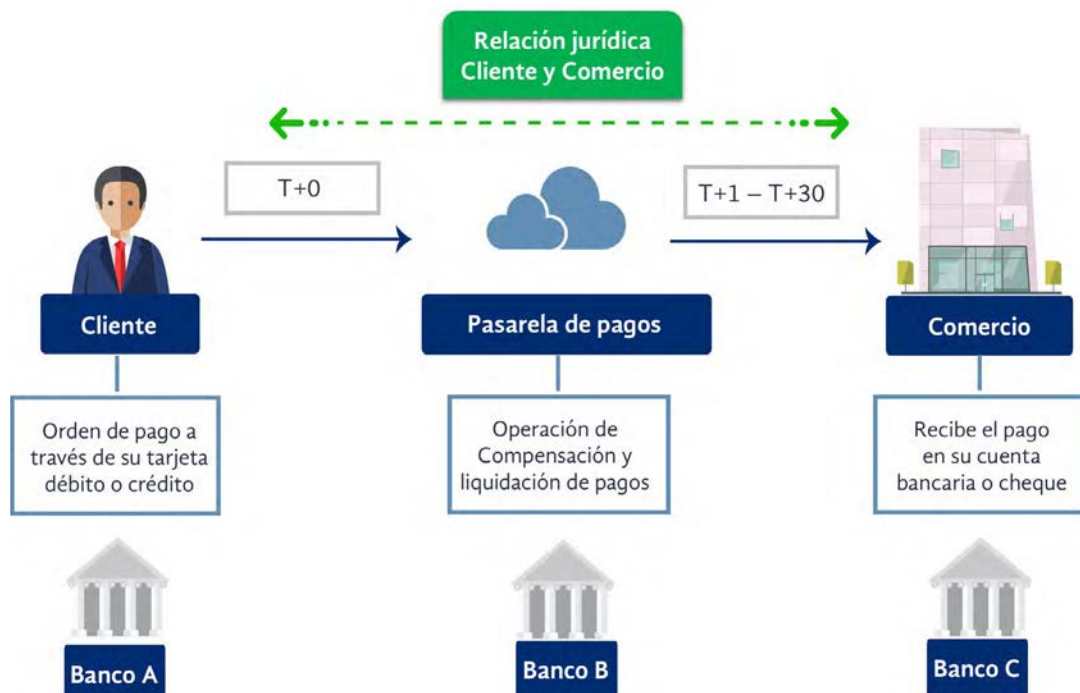 Relación jurídica
Cliente y Comercio
T+0
T+1 – T+30
Cliente
Pasarela de pagos
Comercio
Orden de pago a
través de su tarjeta
débito o crédito
Operación de
Compensación y
liquidación de pagos
Recibe el pago
en su cuenta
bancaria o cheque
Banco A
Banco B
Banco C